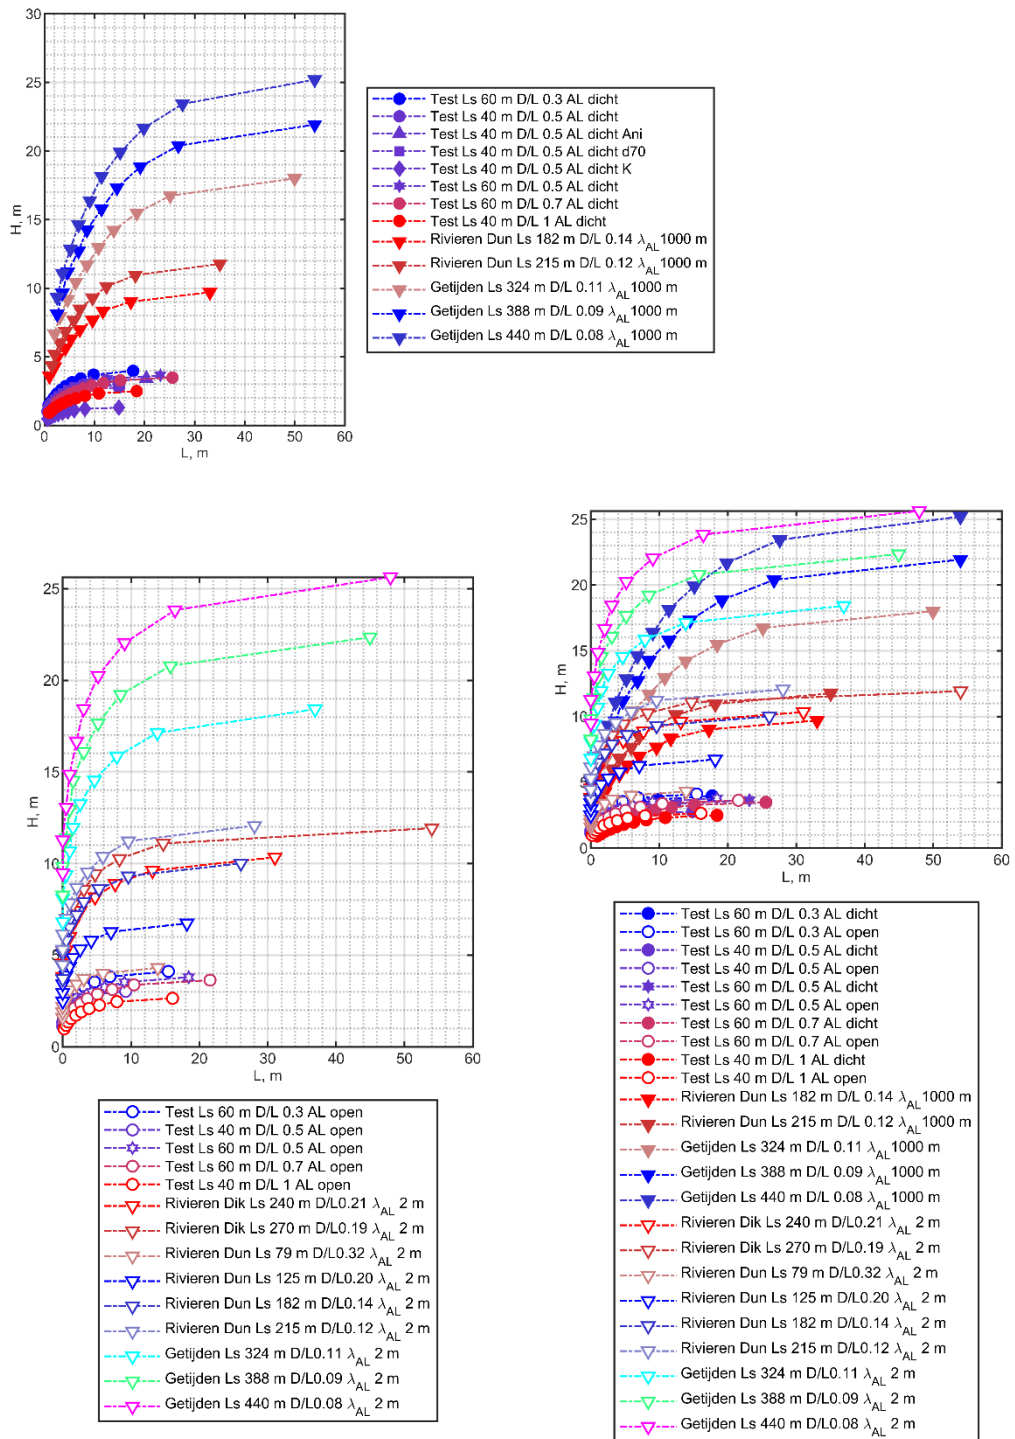 30
25
20
15
10
5
0
H, m
0 10 20 30 40 50 60
L, m
Test Ls 60 m D/L 0.3 AL dicht
Test Ls 40 m D/L 0.5 AL dicht
Test Ls 40 m D/L 0.5 AL dicht Ani
Test Ls 40 m D/L 0.5 AL dicht d70
Test Ls 40 m D/L 0.5 AL dicht K
Test Ls 60 m D/L 0.5 AL dicht
Test Ls 60 m D/L 0.7 AL dicht
Test Ls 40 m D/L 1 AL dicht
Rivieren Dun Ls 182 m D/L 0.14 λAL1000 m
Rivieren Dun Ls 215 m D/L 0.12 λAL1000 m
Getijden Ls 324 m D/L 0.11 λAL1000 m
Getijden Ls 388 m D/L 0.09 λAL1000 m
Getijden Ls 440 m D/L 0.08 λAL1000 m
25
20
15
10
5
0
H, m
0 10 20 30 40 50 60
L, m
Test Ls 60 m D/L 0.3 AL open
Test Ls 40 m D/L 0.5 AL open
Test Ls 60 m D/L 0.5 AL open
Test Ls 60 m D/L 0.7 AL open
Test Ls 40 m D/L 1 AL open
Rivieren Dik Ls 240 m D/L0.21 λAL 2 m
Rivieren Dik Ls 270 m D/L0.19 λAL 2 m
Rivieren Dun Ls 79 m D/L0.32 λAL 2 m
Rivieren Dun Ls 125 m D/L0.20 λAL 2 m
Rivieren Dun Ls 182 m D/L0.14 λAL 2 m
Rivieren Dun Ls 215 m D/L0.12 λAL 2 m
Getijden Ls 324 m D/L0.11 λAL 2 m
Getijden Ls 388 m D/L0.09 λAL 2 m
Getijden Ls 440 m D/L0.08 λAL 2 m
25
20
15
10
5
0
H, m
0 10 20 30 40 50 60
L, m
Test Ls 60 m D/L 0.3 AL dicht
Test Ls 60 m D/L 0.3 AL open
Test Ls 40 m D/L 0.5 AL dicht
Test Ls 40 m D/L 0.5 AL open
Test Ls 60 m D/L 0.5 AL dicht
Test Ls 60 m D/L 0.5 AL open
Test Ls 60 m D/L 0.7 AL dicht
Test Ls 60 m D/L 0.7 AL open
Test Ls 40 m D/L 1 AL dicht
Test Ls 40 m D/L 1 AL open
Rivieren Dun Ls 182 m D/L 0.14 λAL1000 m
Rivieren Dun Ls 215 m D/L 0.12 λAL1000 m
Getijden Ls 324 m D/L 0.11 λAL1000 m
Getijden Ls 388 m D/L 0.09 λAL1000 m
Getijden Ls 440 m D/L 0.08 λAL1000 m
Rivieren Dik Ls 240 m D/L0.21 λAL 2 m
Rivieren Dik Ls 270 m D/L0.19 λAL 2 m
Rivieren Dun Ls 79 m D/L0.32 λAL 2 m
Rivieren Dun Ls 125 m D/L0.20 λAL 2 m
Rivieren Dun Ls 182 m D/L0.14 λAL 2 m
Rivieren Dun Ls 215 m D/L0.12 λAL 2 m
Getijden Ls 324 m D/L0.11 λAL 2 m
Getijden Ls 388 m D/L0.09 λAL 2 m
Getijden Ls 440 m D/L0.08 λAL 2 m